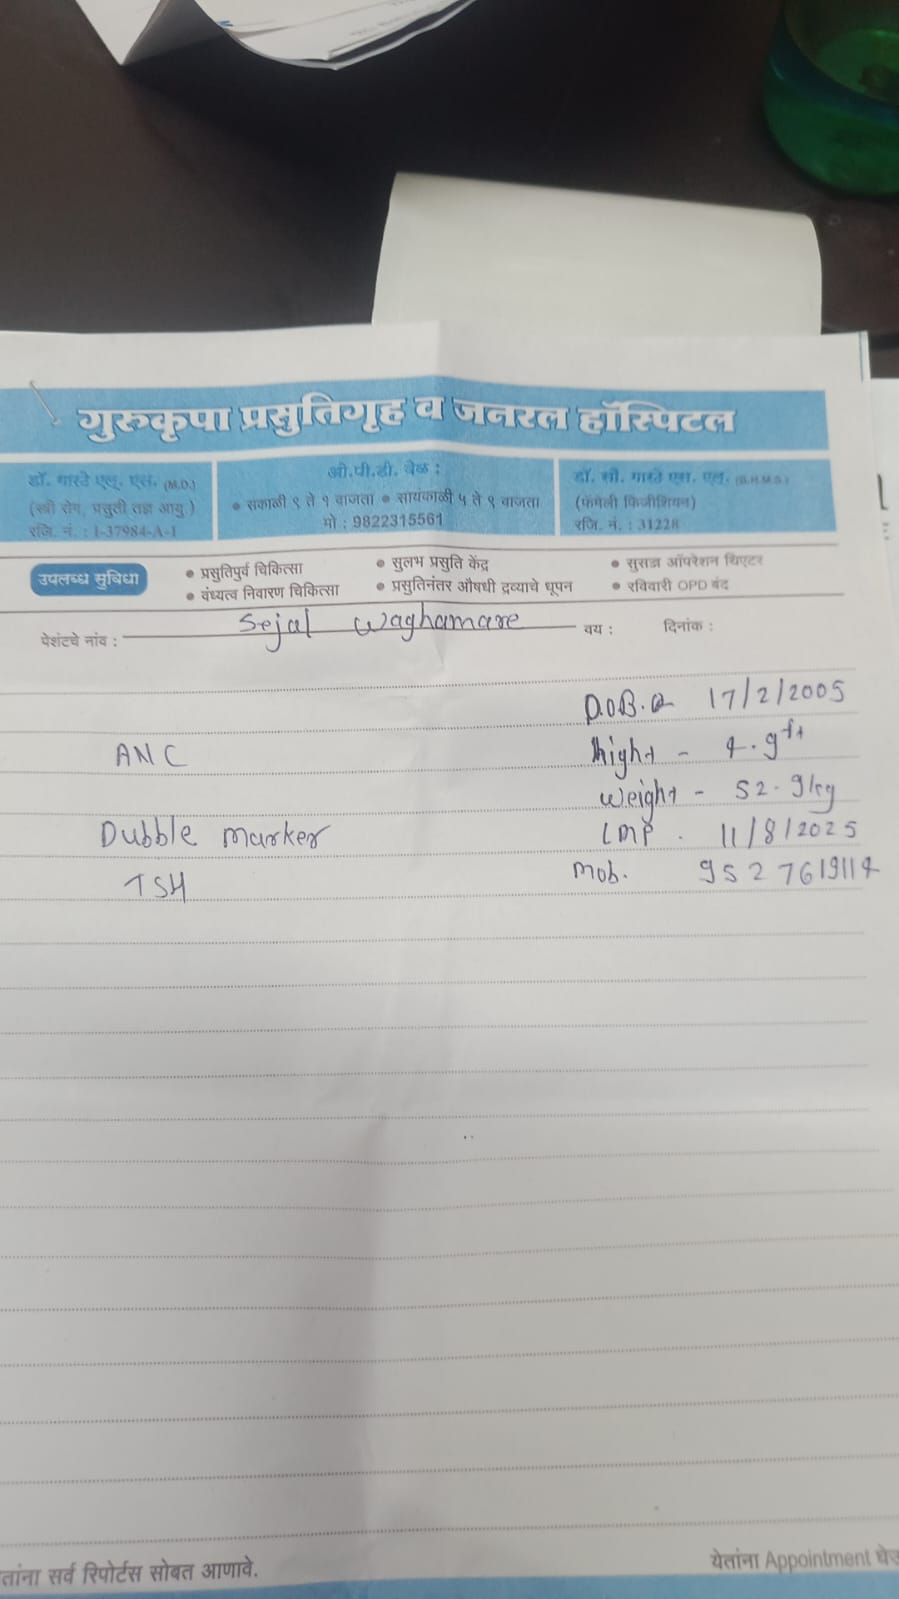 गुरुकृपा प्रसुतिगृह व जनरल हॉस्पिटल
डॉ. गारटे एल. एस. (M.D.)
(स्त्री रोग, प्रसुती तज्ञ आयु.)
रजि. नं. : I-37984-A-1
ओ.पी.डी. वेळ :
• सकाळी ९ ते १ वाजता • सायंकाळी ५ ते ९ वाजता
मो : 9822315561
डॉ. सौ. गारटे एस. एल. (B.H.M.S.)
(फॅमेली फिजीशियन)
रजि. नं. : 31228
उपलब्ध सुविधा
• प्रसुतिपुर्व चिकित्सा • सुलभ प्रसुति केंद्र • सुसज्ज ऑपरेशन थिएटर
• वंध्यत्व निवारण चिकित्सा • प्रसुतिनंतर औषधी द्रव्याचे धूपन • रविवारी OPD बंद
पेशंटचे नांव : Sejal Waghamare वय : दिनांक :
D.O.B. 17/2/2005
ANC hight - 4.9ft
Weight - 52.9kg
Dubble marker LMP. 11/8/2025
TSH Mob. 9527619114
तांना सर्व रिपोर्टस सोबत आणावे. येतांना Appointment